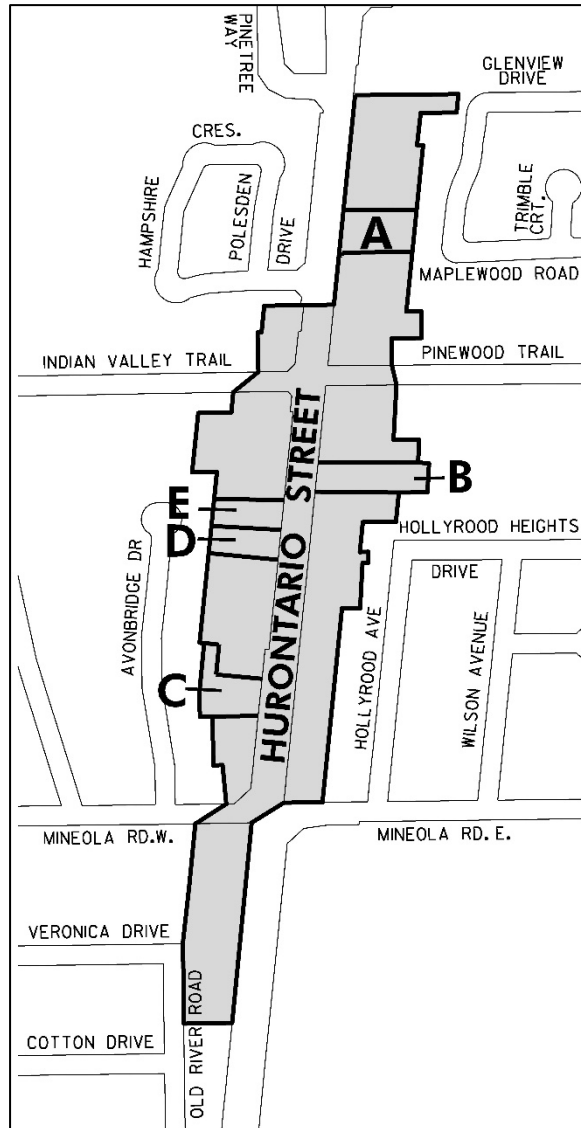 PINETREE
WAY
GLENVIEW
DRIVE
CRES.
HAMPSHIRE
POLESDEN
DRIVE
TRIMBLE
CRT.
A
MAPLEWOOD ROAD
INDIAN VALLEY TRAIL
PINEWOOD TRAIL
HURONTARIO STREET
B
E
D
HOLLYROOD HEIGHTS
DRIVE
AVONBRIDGE DR
HOLLYROOD AVE
WILSON AVENUE
C
MINEOLA RD.W.
MINEOLA RD. E.
VERONICA DRIVE
OLD RIVER ROAD
COTTON DRIVE